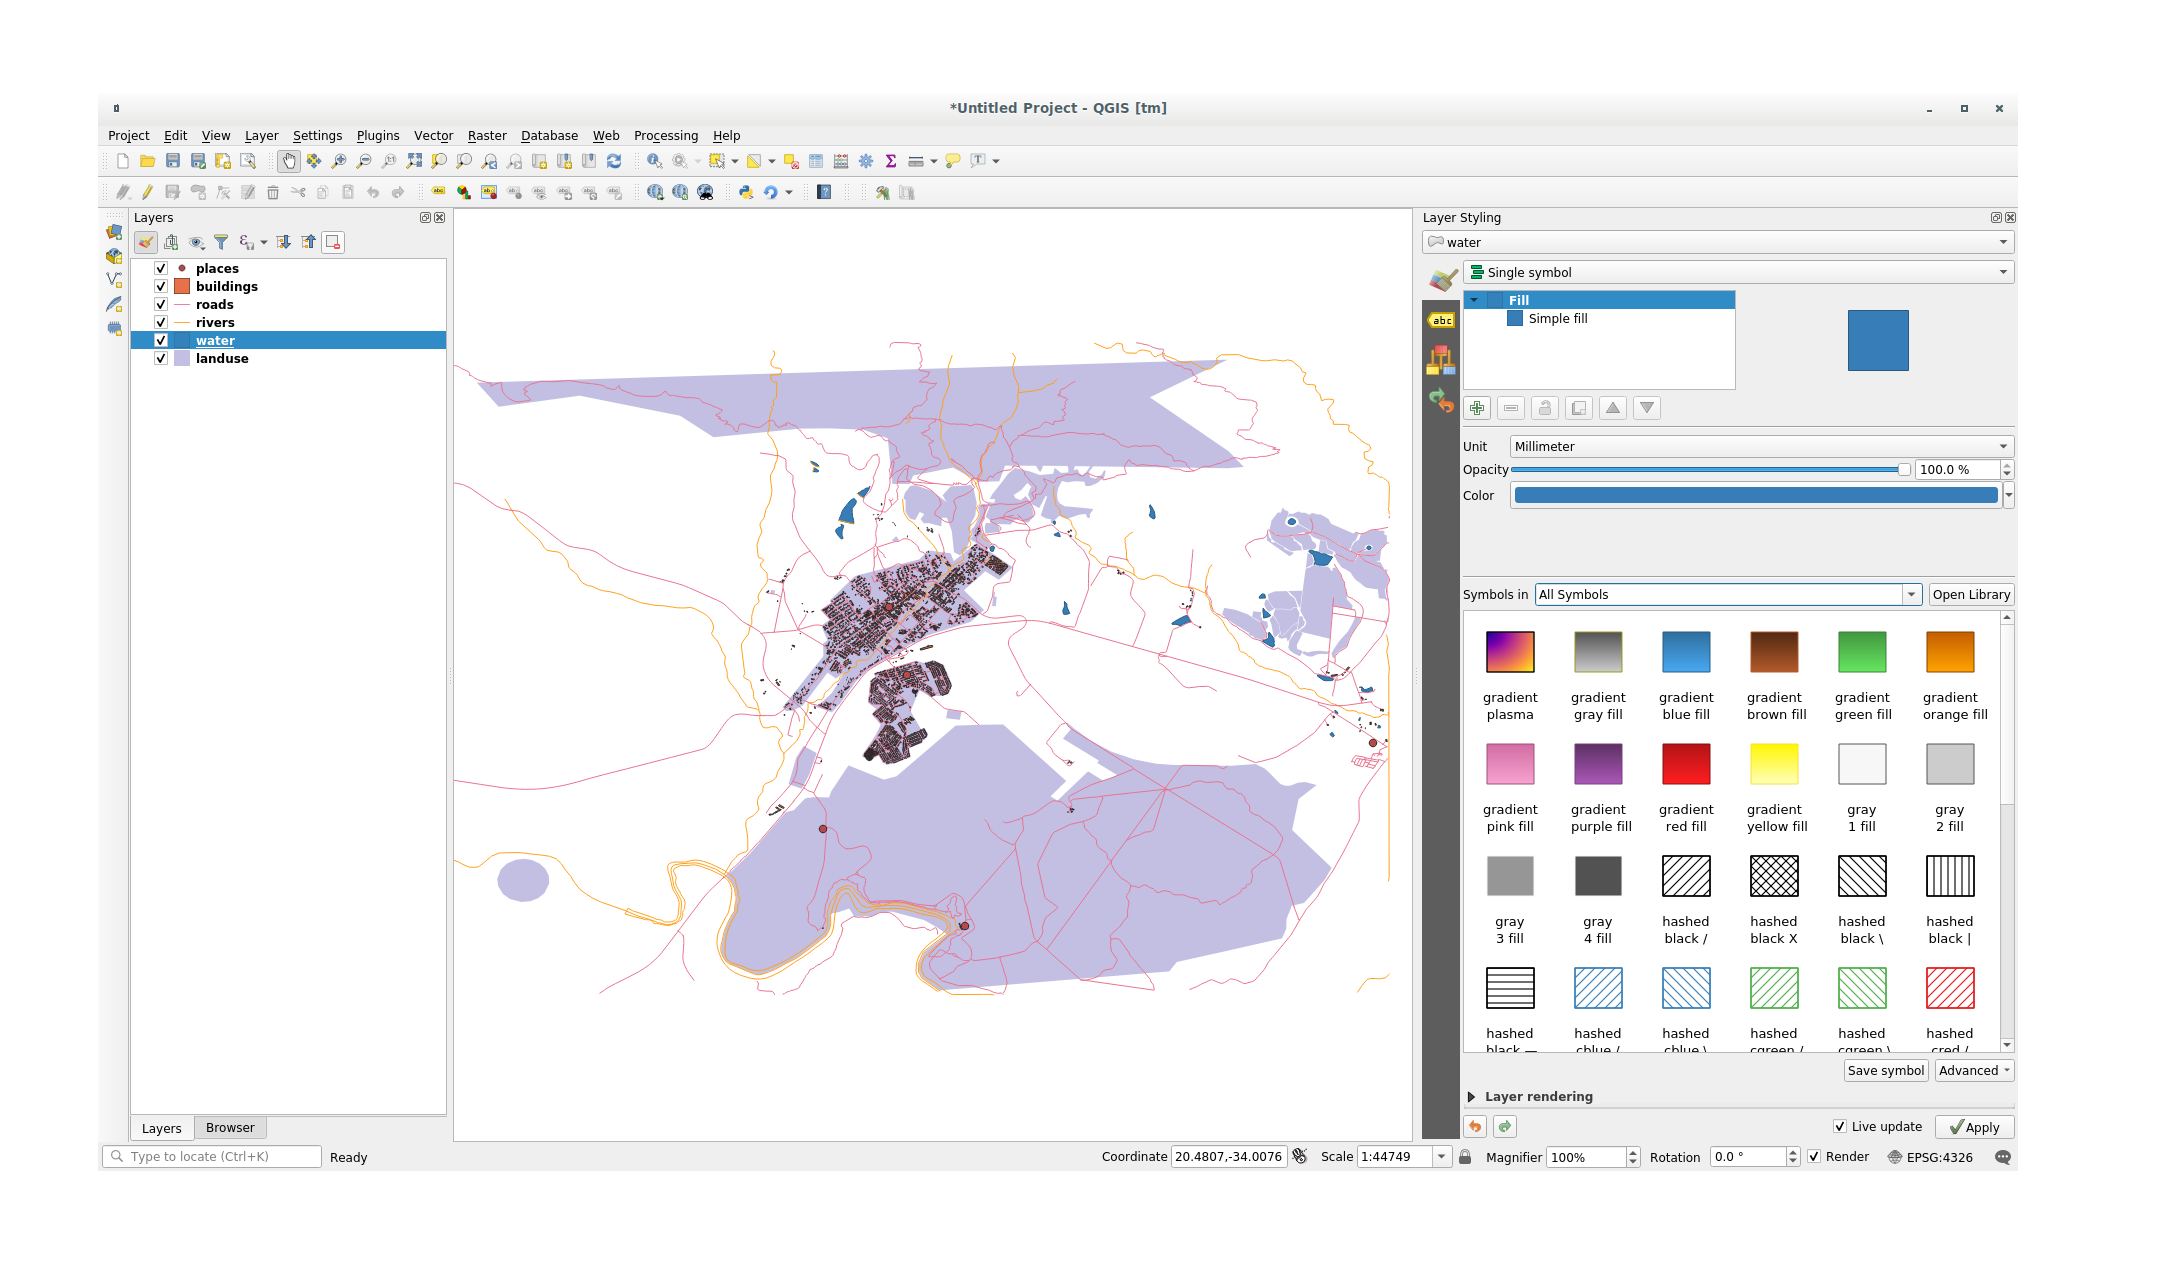 *Untitled Project - QGIS [tm]
Project Edit View Layer Settings Plugins Vector Raster Database Web Processing Help
Layers
places
buildings
roads
rivers
water
landuse
Layers Browser
Type to locate (Ctrl+K) Ready
Layer Styling
water
Single symbol
abc
Fill
Simple fill
Unit Millimeter
Opacity 100.0 %
Color
Symbols in All Symbols Open Library
gradient plasma
gradient gray fill
gradient blue fill
gradient brown fill
gradient green fill
gradient orange fill
gradient pink fill
gradient purple fill
gradient red fill
gradient yellow fill
gray 1 fill
gray 2 fill
gray 3 fill
gray 4 fill
hashed black /
hashed black X
hashed black \
hashed black |
hashed black —
hashed cblue /
hashed cblue \
hashed cgreen /
hashed cgreen \
hashed cred /
Save symbol Advanced
Layer rendering
Live update Apply
Coordinate 20.4807,-34.0076 Scale 1:44749 Magnifier 100% Rotation 0.0 ° Render EPSG:4326